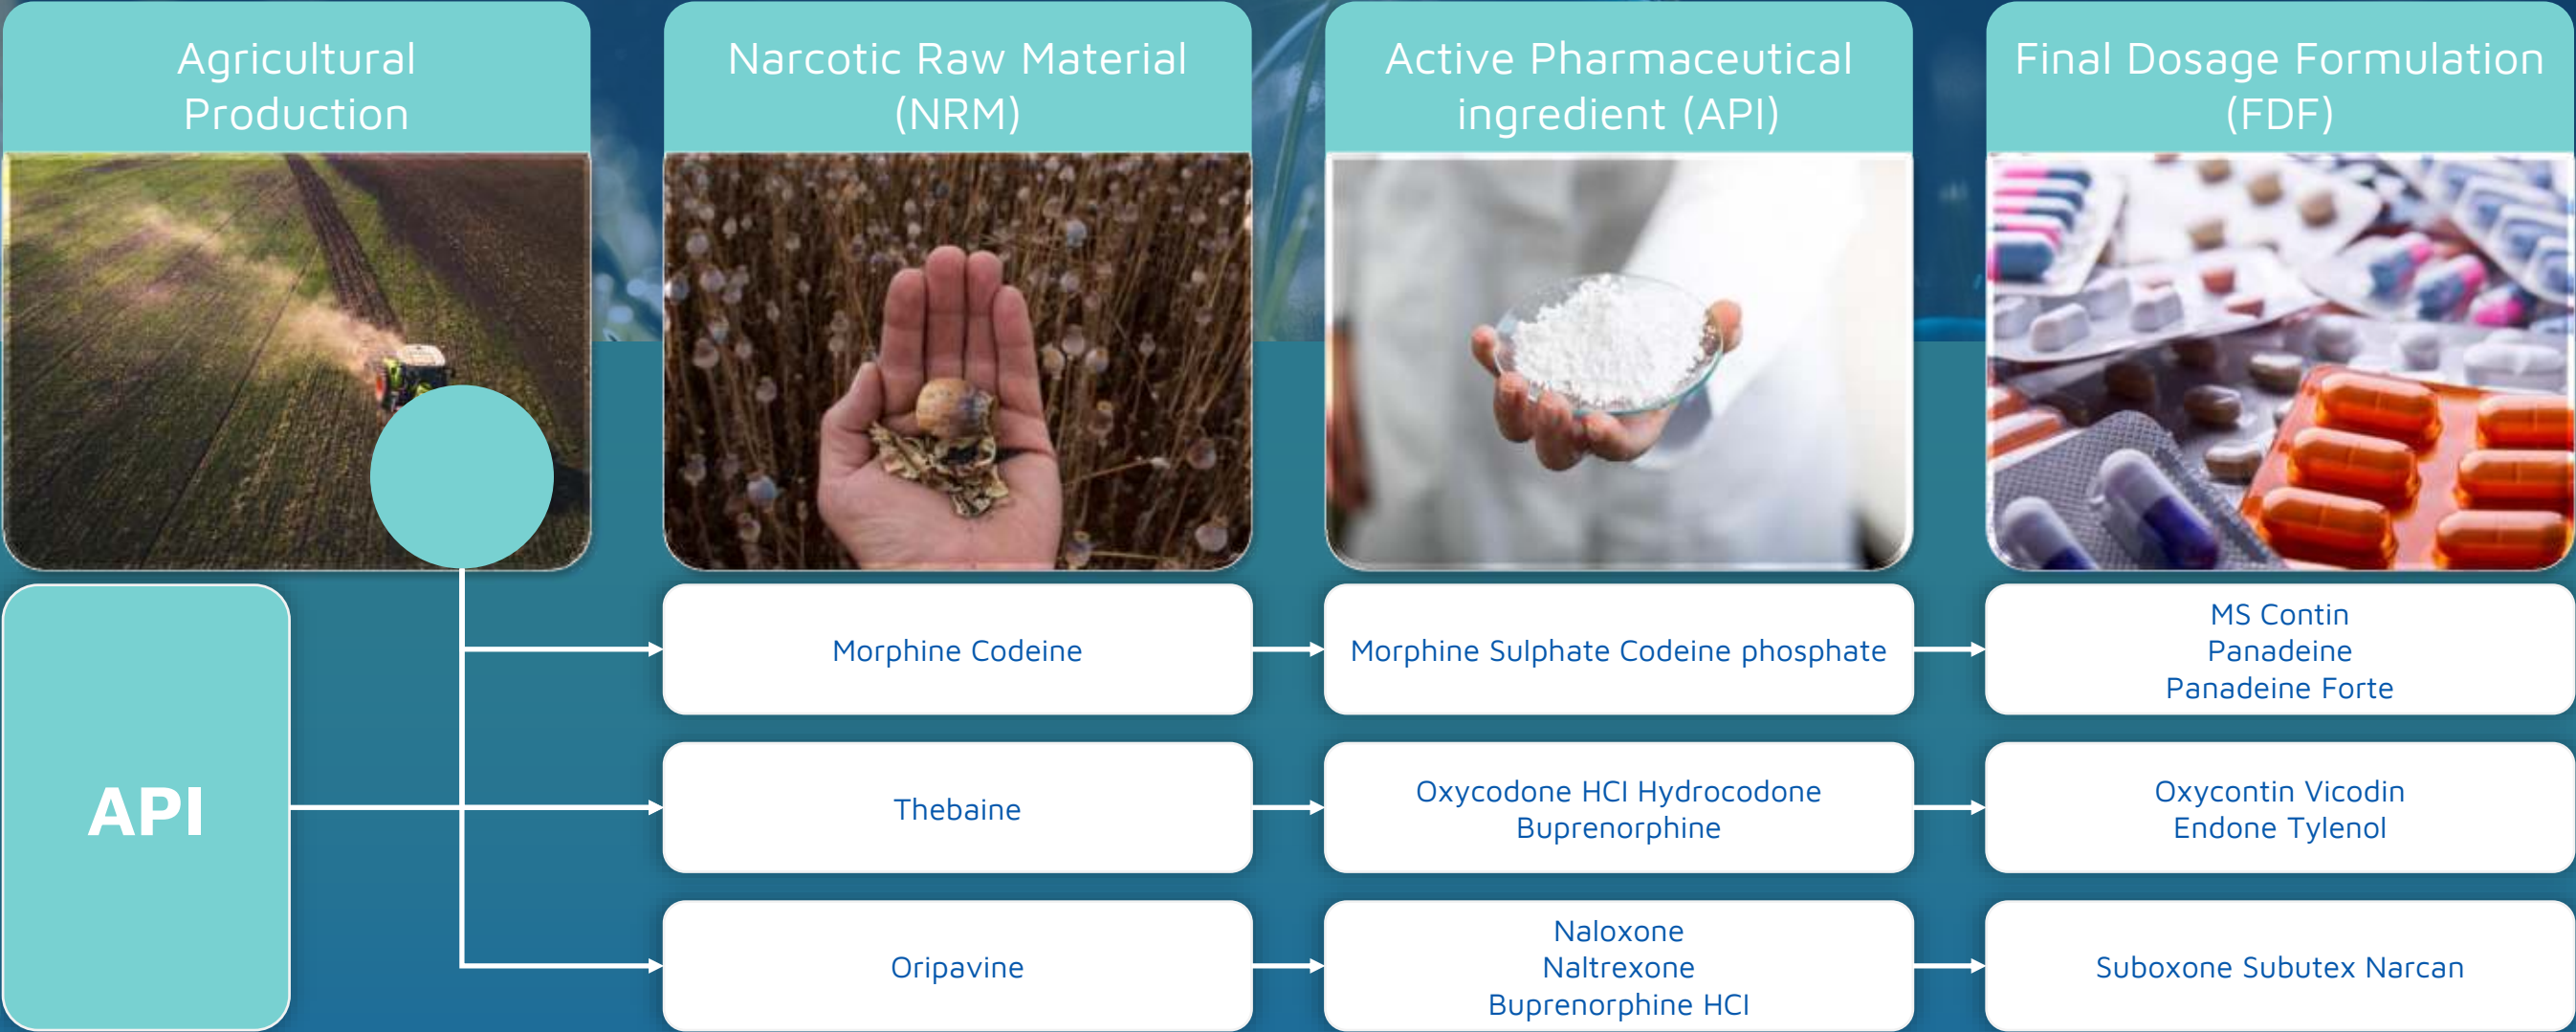 Agricultural
Production
Narcotic Raw Material
(NRM)
Active Pharmaceutical
ingredient (API)
Final Dosage Formulation
(FDF)
API
Morphine Codeine
Morphine Sulphate Codeine phosphate
MS Contin
Panadeine
Panadeine Forte
Thebaine
Oxycodone HCI Hydrocodone
Buprenorphine
Oxycontin Vicodin
Endone Tylenol
Oripavine
Naloxone
Naltrexone
Buprenorphine HCI
Suboxone Subutex Narcan